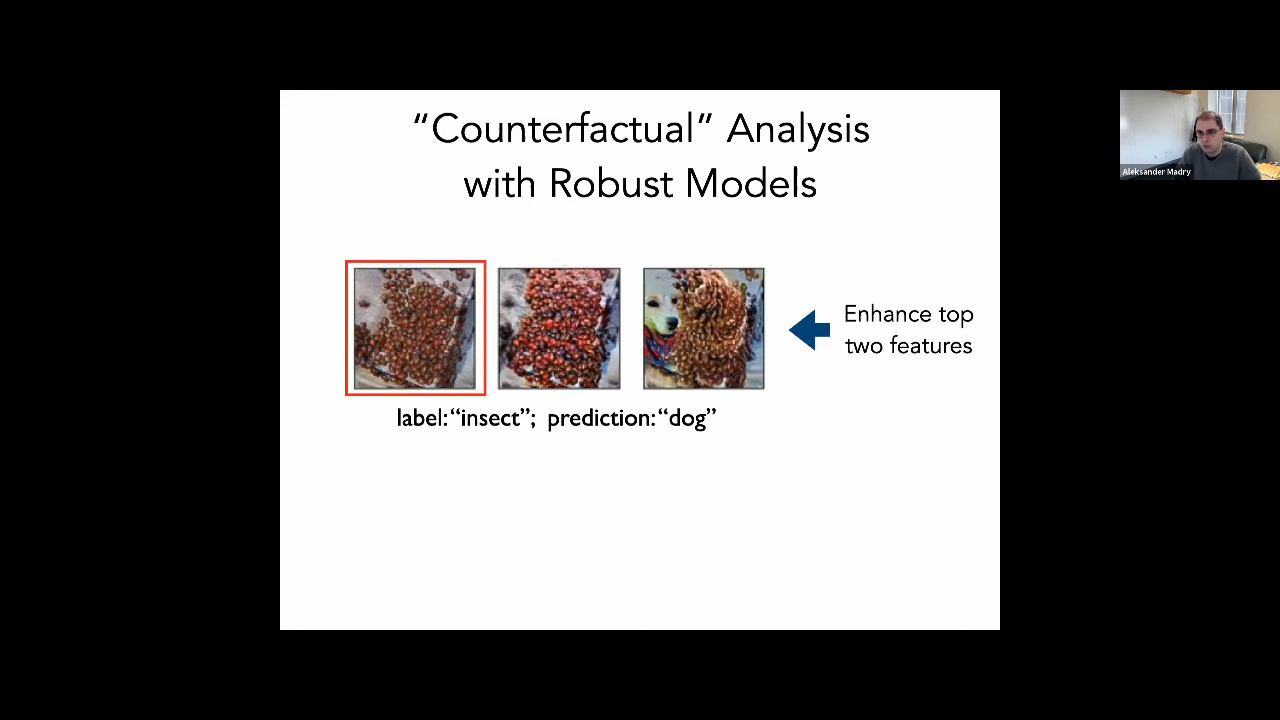 “Counterfactual” Analysis
with Robust Models
Enhance top
two features
label:“insect”; prediction:“dog”
Aleksander Madry